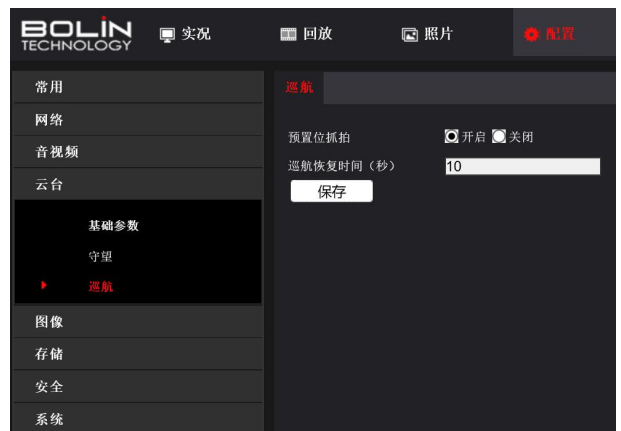 BOLIN
TECHNOLOGY
实况
回放
照片
配置
常用
网络
音视频
云台
基础参数
守望
巡航
图像
存储
安全
系统
巡航
预置位抓拍 开启 关闭
巡航恢复时间（秒） 10
保存